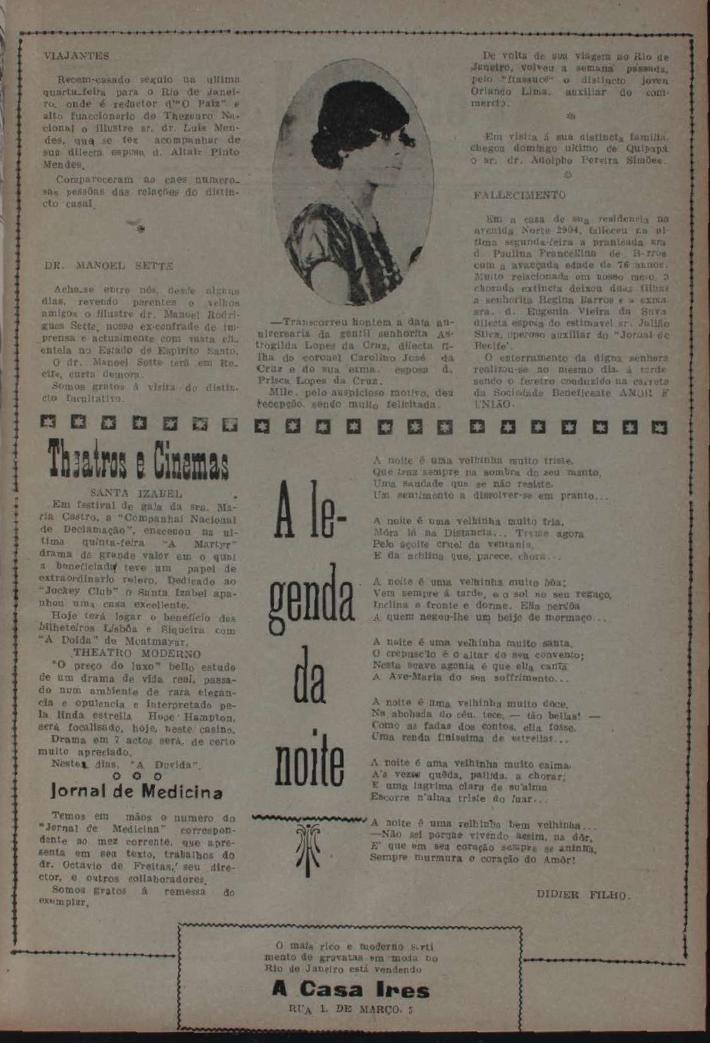 VIAJANTES
Recem-casado seguio na ultima
quarta-feira para o Rio de Janei-
ro, onde é redactor d'"O Paiz" e
alto funccionario do Thezouro Na-
cional o illustre sr. dr. Luis Men-
des, que se fez acompanhar de
sua dilecta esposa d. Altair Pinto
Mendes.
Compareceram ao caes numero-
sas pessôas das relações do distin-
cto casal.
DR. MANOEL SETTE
Acha-se entre nós, desde alguns
dias, revendo parentes e velhos
amigos o illustre dr. Manoel Rodri-
gues Sette, nosso ex-confrade de im-
prensa e actualmente com vasta cli-
entela no Estado de Espirito Santo.
O dr. Manoel Sette terá em Re-
cife, curta demora.
Somos gratos á visita do distin-
cto facultativo.
—Transcorreu hontem a data an-
niversaria da gentil senhorita As-
trogilda Lopes da Cruz, dilecta fi-
lha do coronel Carolino José da
Cruz e de sua exma. esposa d.
Prisca Lopes da Cruz.
Mlle. pelo auspicioso motivo, deu
recepção, sendo muito felicitada.
De volta de sua viagem ao Rio de
Janeiro, volveu a semana passada,
pelo "Itassucê" o distincto joven
Orlando Lima, auxiliar do com-
mercio.
Em visita á sua distincta familia,
chegou domingo ultimo de Quipapá
o sr. dr. Adolpho Pereira Simões.
FALLECIMENTO
Em a casa de sua residencia na
avenida Norte 2904, falleceu na ul-
tima segunda-feira a pranteada sra
d. Paulina Francellina de Barros
com a avançada edade de 76 annos.
Muito relacionada em nosso meio, a
chorada extincta deixou duas filhas
a senhorita Regina Barros e a exma
sra. d. Eugenia Vieira da Silva
dilecta esposa do estimavel sr. Julião
Silva, operoso auxiliar do "Jornal do
Recife".
O enterramento da digna senhora
realizou-se no mesmo dia á tarde
sendo o feretro conduzido na carreta
da Sociedade Beneficente AMOR E
UNIÃO.
Theatros e Cinemas
SANTA IZABEL
Em festival de gala da sra. Ma-
ria Castro, a "Companhai Nacional
de Declamação", enscenou na ul-
tima quinta-feira "A Martyr"
drama de grande valor em o qual
a beneficiada teve um papel de
extraordinario relevo. Dedicado ao
"Jockey Club" o Santa Izabel apa-
nhou uma casa excellente.
Hoje terá logar o beneficio dos
bilheteiros Lisbôa e Siqueira com
"A Doida" de Montmayar.
THEATRO MODERNO
"O preço do luxo" bello estudo
de um drama de vida real, passa-
do num ambiente de rara elegan-
cia e opulencia e interpretado pe-
la linda estrella Hope Hampton,
será focalisado, hoje, neste casino.
Drama em 7 actos será, de certo
muito apreciado.
Nestes dias, "A Duvida".
Jornal de Medicina
Temos em mãos o numero do
"Jornal de Medicina" correspon-
dente ao mez corrente, que apre-
senta em seu texto, trabalhos do
dr. Octavio de Freitas, seu dire-
ctor, e outros collaboradores.
Somos gratos á remessa do
exemplar.
A le-
genda
da
noite
A noite é uma velhinha muito triste,
Que traz sempre na sombra do seu manto,
Uma saudade que se não resiste,
Um sentimento a dissolver-se em pranto...
A noite é uma velhinha muito fria,
Móra lá na Distancia... Treme agora
Pelo açoite cruel da ventania,
E da neblina que, parece, chora...
A noite é uma velhinha muito bôa;
Vem sempre á tarde, e o sol no seu regaço,
Inclina a fronte e dorme. Ella perdôa
A quem negou-lhe um beijo de mormaço...
A noite é uma velhinha muito santa,
O crepusc'lo é o altar do seu convento;
Nesta suave agonia é que ella canta
A Ave-Maria do seu soffrimento...
A noite é uma velhinha muito dôce,
Na abobada do céu, tece, — tão bellas! —
Como as fadas dos contos, ella fosse,
Uma renda finissima de estrellas...
A noite é uma velhinha muito calma.
A's vezes quêda, pallida, a chorar;
E uma lagrima clara de su'alma
Escorre n'alma triste do luar...
A noite é uma velhinha bem velhinha...
—Não sei porque vivendo assim, na dôr,
E' que em seu coração sempre se aninha,
Sempre murmura o coração do Amôr!
DIDIER FILHO.
O mais rico e moderno sorti
mento de gravatas em moda no
Rio de Janeiro está vendendo
A Casa Ires
RUA 1. DE MARÇO, 5